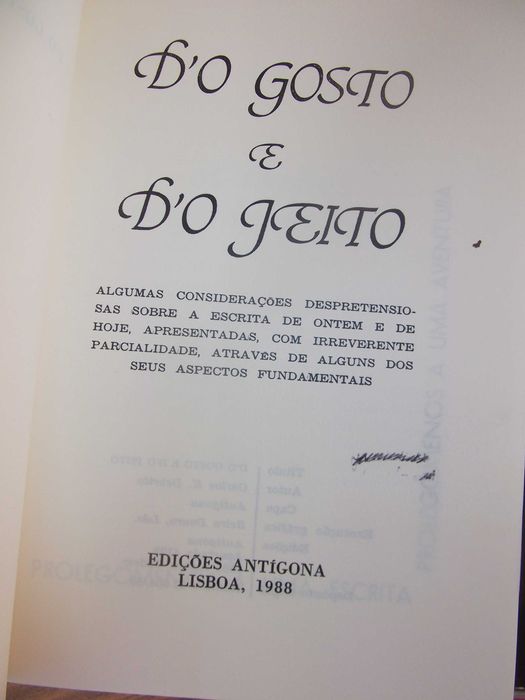 D'O GOSTO
E
D'O JEITO
ALGUMAS CONSIDERAÇÕES DESPRETENSIO-
SAS SOBRE A ESCRITA DE ONTEM E DE
HOJE, APRESENTADAS, COM IRREVERENTE
PARCIALIDADE, ATRAVÉS DE ALGUNS DOS
SEUS ASPECTOS FUNDAMENTAIS
EDIÇÕES ANTÍGONA
LISBOA, 1988